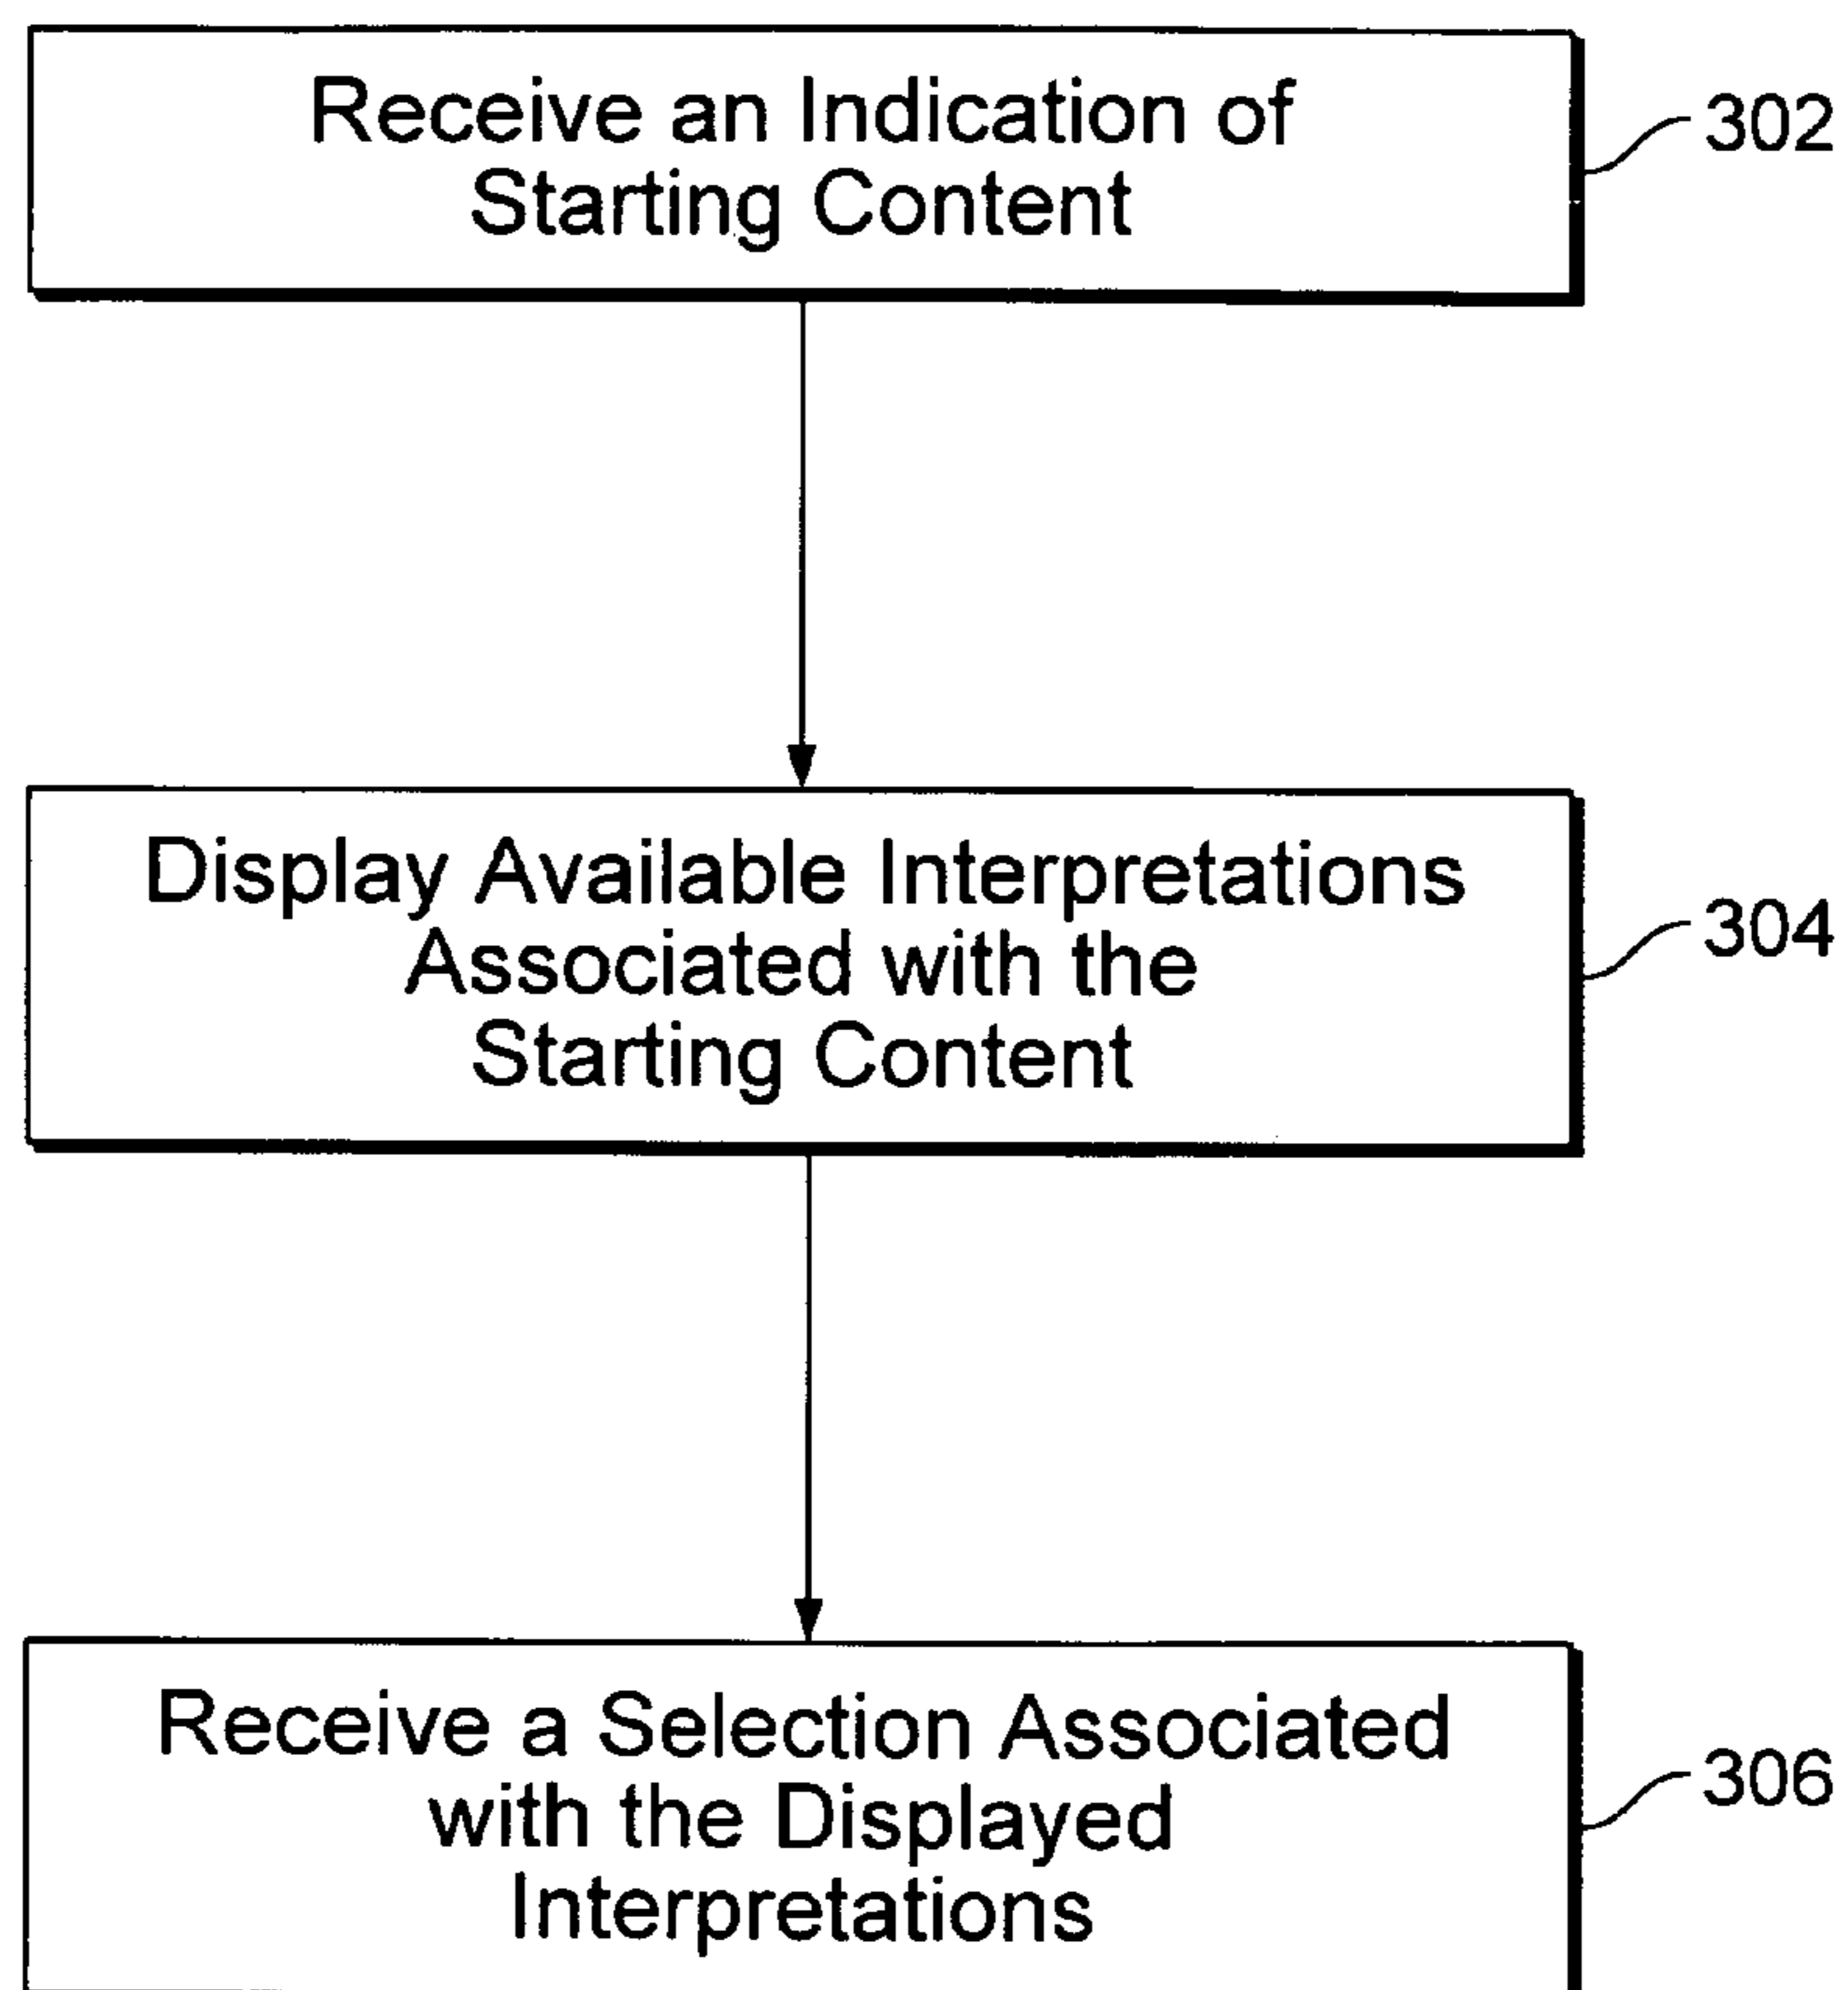 Receive an Indication of
Starting Content
302
Display Available Interpretations
Associated with the
Starting Content
304
Receive a Selection Associated
with the Displayed
Interpretations
306